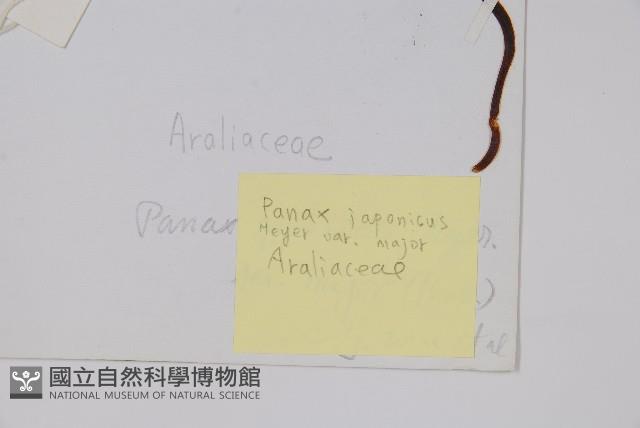 Araliaceae
Panax
Panax japonicus
Meyer var. major
Araliaceae
國立自然科學博物館
NATIONAL MUSEUM OF NATURAL SCIENCE